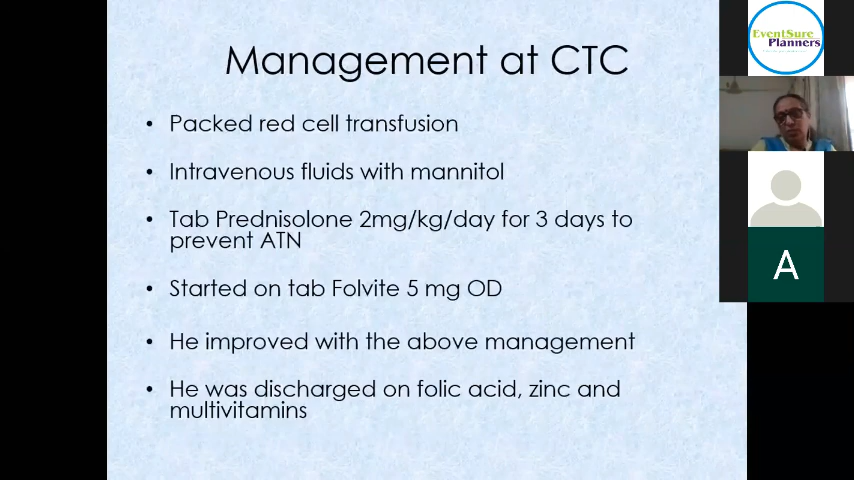 Management at CTC
• Packed red cell transfusion
• Intravenous fluids with mannitol
• Tab Prednisolone 2mg/kg/day for 3 days to
prevent ATN
• Started on tab Folvite 5 mg OD
• He improved with the above management
• He was discharged on folic acid, zinc and
multivitamins
EventSure
Planners
A